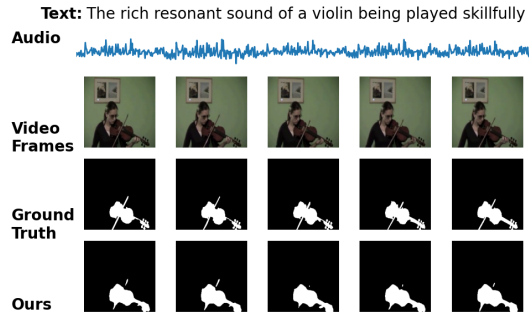 Text: The rich resonant sound of a violin being played skillfully
Audio
Video
Frames
Ground
Truth
Ours